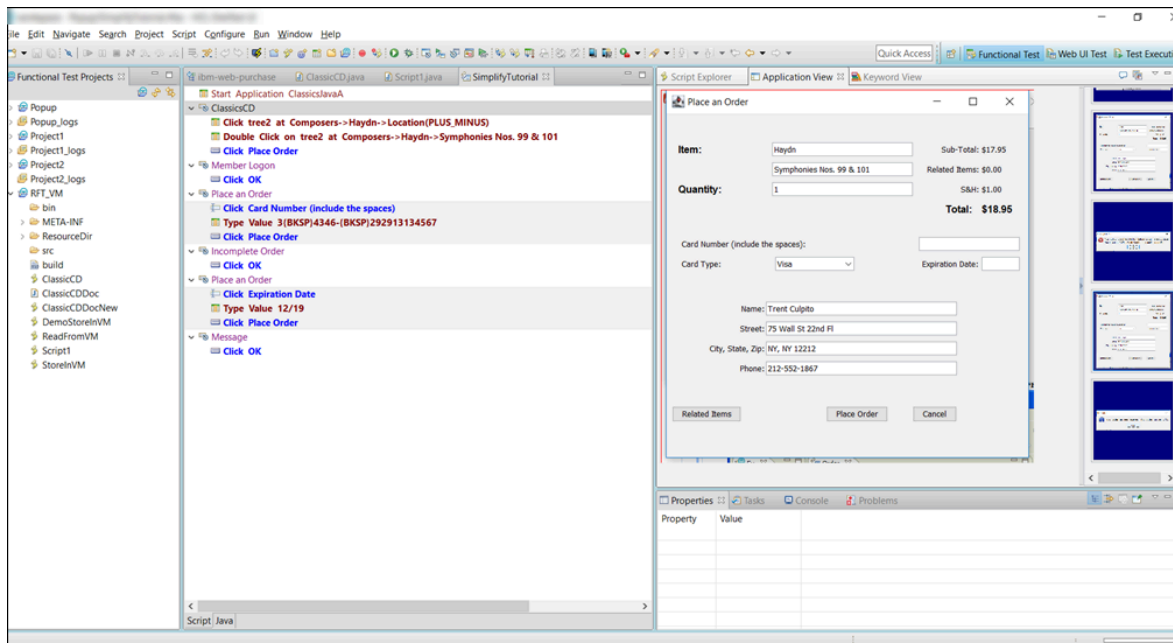 ile Edit Navigate Search Project Script Configure Run Window Help
Quick Access Functional Test Web UI Test Test Executi
Functional Test Projects
Popup
Popup_logs
Project1
Project1_logs
Project2
Project2_logs
RFT_VM
bin
META-INF
ResourceDir
src
build
ClassicCD
ClassicCDDoc
ClassicCDDocNew
DemoStoreInVM
ReadFromVM
Script1
StoreInVM
ibm-web-purchase ClassicCD.java Script1.java SimplifyTutorial
Start Application ClassicsJavaA
ClassicsCD
Click tree2 at Composers->Haydn->Location(PLUS_MINUS)
Double Click on tree2 at Composers->Haydn->Symphonies Nos. 99 & 101
Click Place Order
Member Logon
Click OK
Place an Order
Click Card Number (include the spaces)
Type Value 3(BKSP)4346-(BKSP)292913134567
Click Place Order
Incomplete Order
Click OK
Place an Order
Click Expiration Date
Type Value 12/19
Click Place Order
Message
Click OK
Script Java
Script Explorer Application View Keyword View
Place an Order
Item: Haydn Sub-Total: $17.95
Symphonies Nos. 99 & 101 Related Items: $0.00
Quantity: 1 S&H: $1.00
Total: $18.95
Card Number (include the spaces):
Card Type: Visa Expiration Date:
Name: Trent Culpito
Street: 75 Wall St 22nd Fl
City, State, Zip: NY, NY 12212
Phone: 212-552-1867
Related Items Place Order Cancel
Properties Tasks Console Problems
Property Value